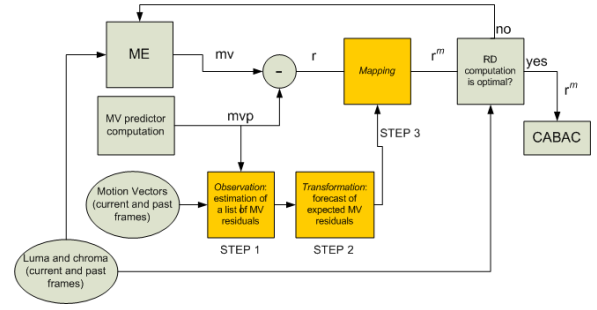 no
ME
mv
-
r
Mapping
r^m
RD
computation
is optimal?
yes
r^m
CABAC
MV predictor
computation
mvp
STEP 3
Motion Vectors
(current and past
frames)
Observation:
estimation of
a list of MV
residuals
Transformation:
forecast of
expected MV
residuals
STEP 1
STEP 2
Luma and chroma
(current and past
frames)